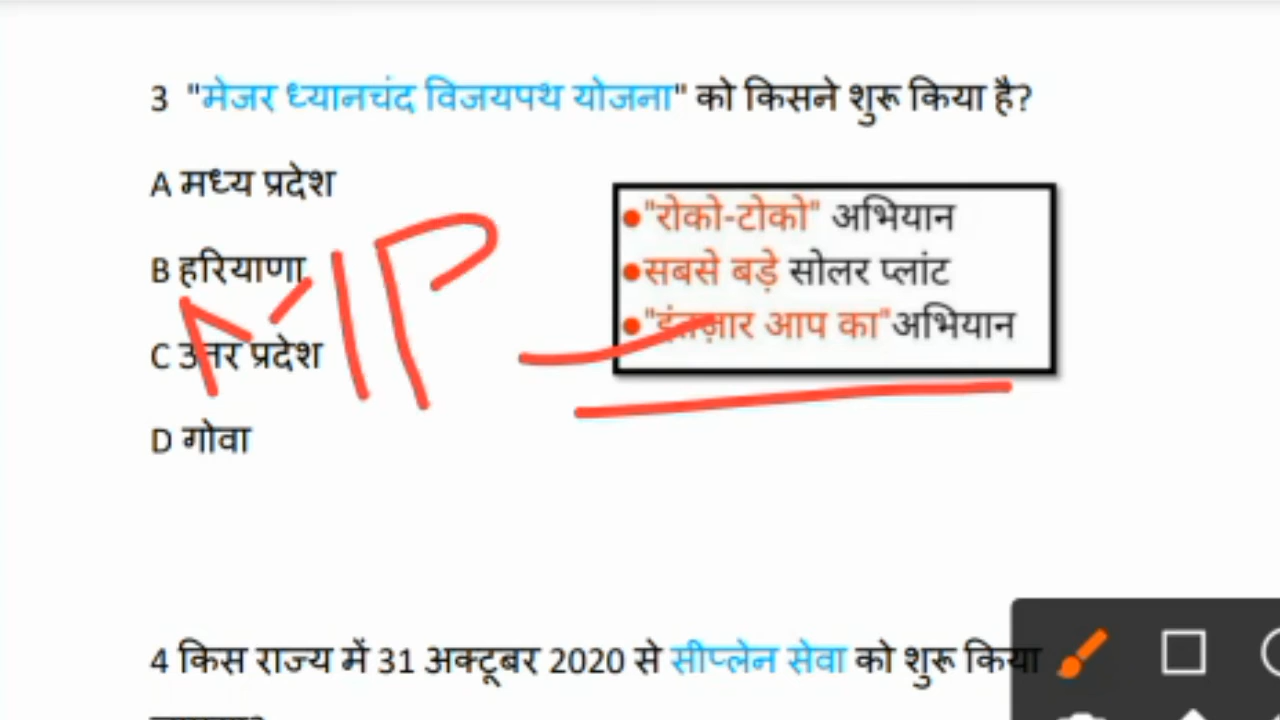 3 "मेजर ध्यानचंद विजयपथ योजना" को किसने शुरू किया है?
A मध्य प्रदेश
B हरियाणा
C उत्तर प्रदेश
D गोवा
●"रोको-टोको" अभियान
●सबसे बड़े सोलर प्लांट
●"इंतज़ार आप का"अभियान
MP
4 किस राज्य में 31 अक्टूबर 2020 से सीप्लेन सेवा को शुरू किया